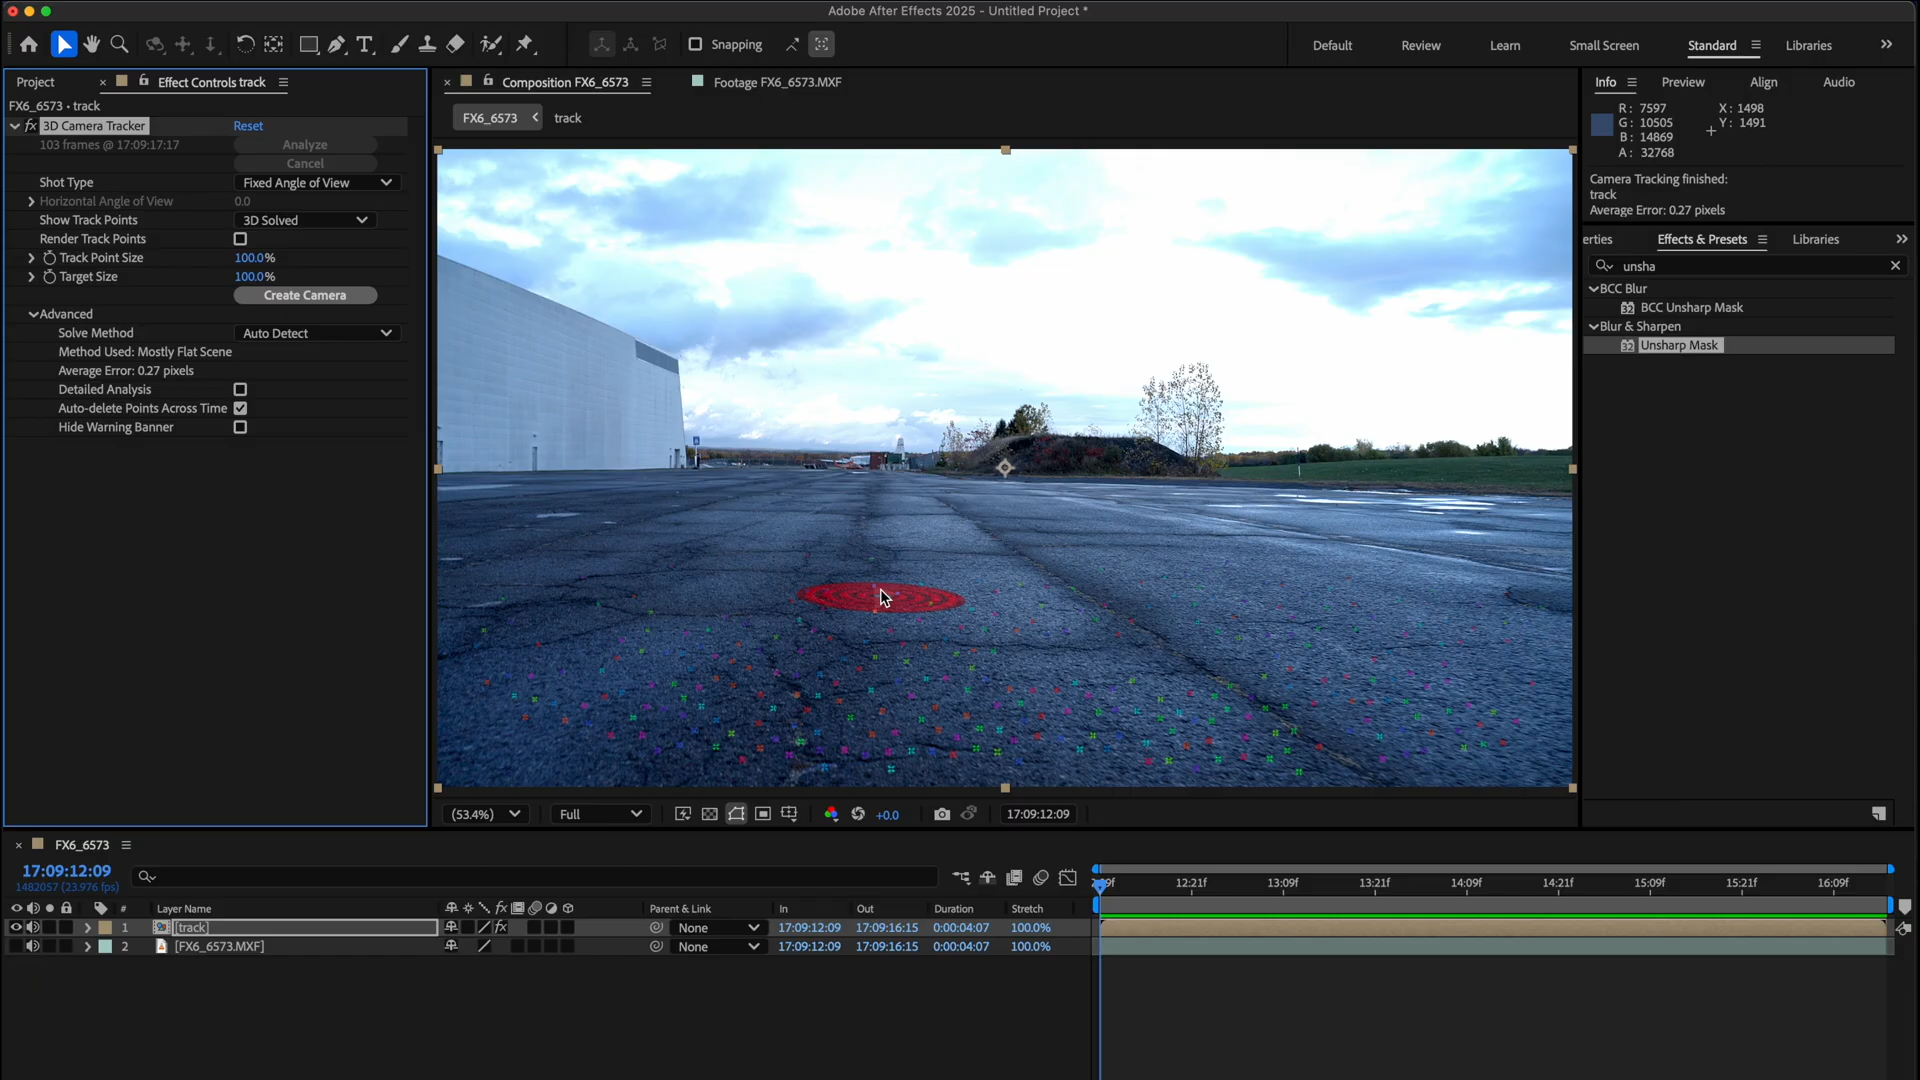 Adobe After Effects 2025 - Untitled Project *
Snapping
Default
Review
Learn
Small Screen
Standard
Libraries
Project
Effect Controls track
FX6_6573 • track
fx 3D Camera Tracker
Reset
103 frames @ 17:09:17:17
Analyze
Cancel
Shot Type
Fixed Angle of View
Horizontal Angle of View
0.0
Show Track Points
3D Solved
Render Track Points
Track Point Size
100.0%
Target Size
100.0%
Create Camera
Advanced
Solve Method
Auto Detect
Method Used: Mostly Flat Scene
Average Error: 0.27 pixels
Detailed Analysis
Auto-delete Points Across Time
Hide Warning Banner
Composition FX6_6573
Footage FX6_6573.MXF
FX6_6573
track
(53.4%)
Full
+0.0
17:09:12:09
Info
Preview
Align
Audio
R: 7597
G: 10505
B: 14869
A: 32768
X: 1498
Y: 1491
Camera Tracking finished:
track
Average Error: 0.27 pixels
erties
Effects & Presets
Libraries
unsha
BCC Blur
32 BCC Unsharp Mask
Blur & Sharpen
32 Unsharp Mask
FX6_6573
17:09:12:09
1482057 (23.976 fps)
# Layer Name
fx
Parent & Link
In
Out
Duration
Stretch
12:21f
13:09f
13:21f
14:09f
14:21f
15:09f
15:21f
16:09f
1 [track] fx None 17:09:12:09 17:09:16:15 0:00:04:07 100.0%
2 [FX6_6573.MXF] None 17:09:12:09 17:09:16:15 0:00:04:07 100.0%